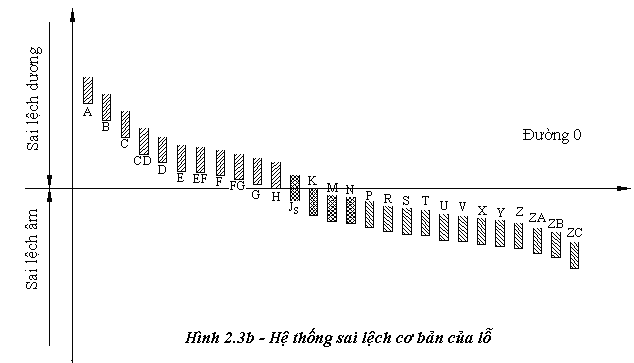 Sai lệch dương
Sai lệch âm
Đường 0
A
B
C
CD
D
E
EF
F
FG
G
H
Js
K
M
N
P
R
S
T
U
V
X
Y
Z
ZA
ZB
ZC
Hình 2.3b - Hệ thống sai lệch cơ bản của lỗ